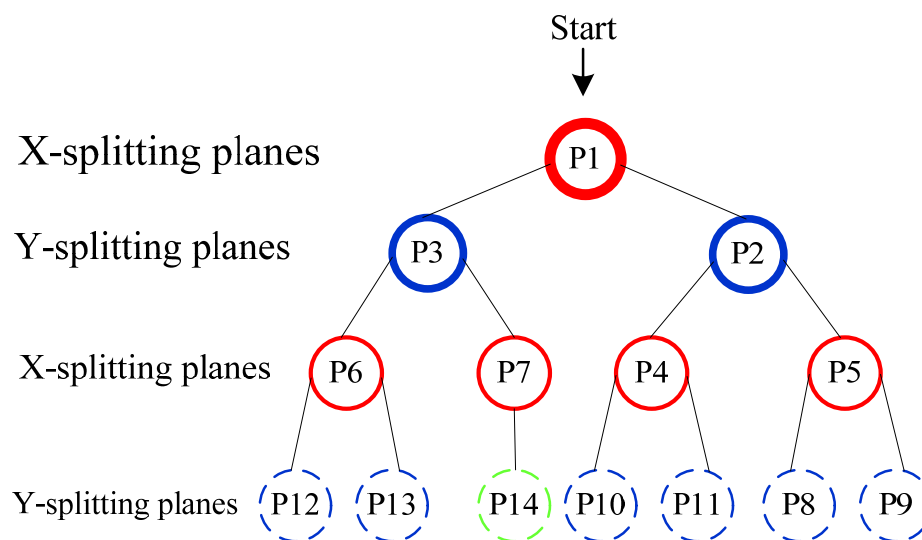 Start
X-splitting planes P1
Y-splitting planes P3 P2
X-splitting planes P6 P7 P4 P5
Y-splitting planes P12 P13 P14 P10 P11 P8 P9